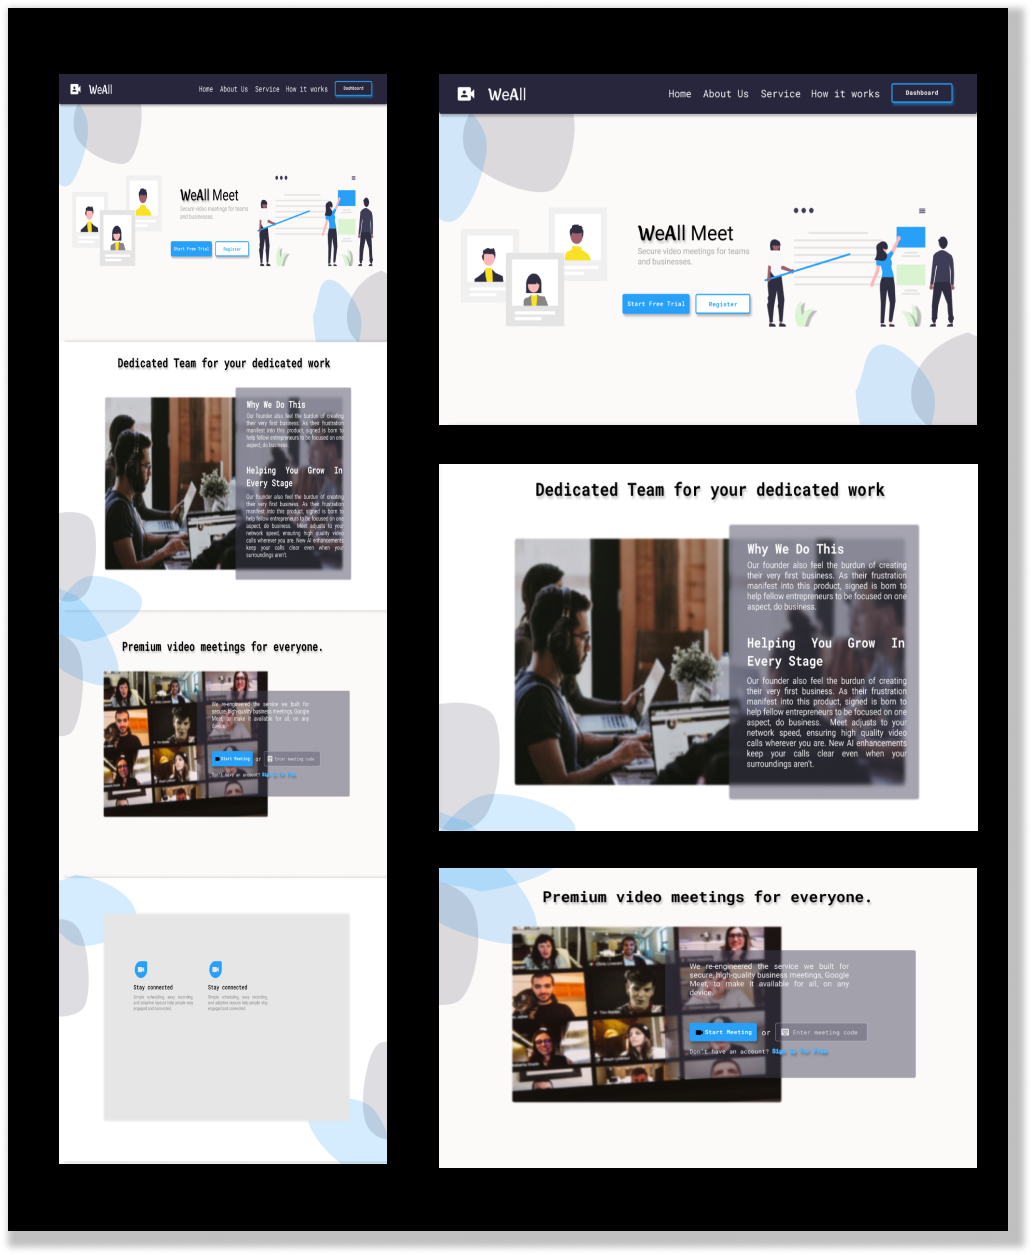 WeAll
Home About Us Service How it works Dashboard
WeAll Meet
Secure video meetings for teams
and businesses.
Start Free Trial Register
Dedicated Team for your dedicated work
Why We Do This
Our founder also feel the burdun of creating
their very first business. As their frustration
manifest into this product, signed is born to
help fellow entrepreneurs to be focused on one
aspect, do business.
Helping You Grow In
Every Stage
Our founder also feel the burdun of creating
their very first business. As their frustration
manifest into this product, signed is born to
help fellow entrepreneurs to be focused on one
aspect, do business. Meet adjusts to your
network speed, ensuring high quality video
calls wherever you are. New AI enhancements
keep your calls clear even when your
surroundings aren't.
Premium video meetings for everyone.
We re-engineered the service we built for
secure, high-quality business meetings, Google
Meet, to make it available for all, on any
device.
Start Meeting or Enter meeting code
Don't have an account? Sign Up for Free
Stay connected Stay connected
Simple scheduling, easy recording
and adaptive layouts help people stay
engaged and connected.
Simple scheduling, easy recording
and adaptive layouts help people stay
engaged and connected.
WeAll
Home About Us Service How it works Dashboard
WeAll Meet
Secure video meetings for teams
and businesses.
Start Free Trial Register
Dedicated Team for your dedicated work
Why We Do This
Our founder also feel the burdun of creating
their very first business. As their frustration
manifest into this product, signed is born to
help fellow entrepreneurs to be focused on one
aspect, do business.
Helping You Grow In
Every Stage
Our founder also feel the burdun of creating
their very first business. As their frustration
manifest into this product, signed is born to
help fellow entrepreneurs to be focused on one
aspect, do business. Meet adjusts to your
network speed, ensuring high quality video
calls wherever you are. New AI enhancements
keep your calls clear even when your
surroundings aren't.
Premium video meetings for everyone.
We re-engineered the service we built for
secure, high-quality business meetings, Google
Meet, to make it available for all, on any
device.
Start Meeting or Enter meeting code
Don't have an account? Sign Up for Free